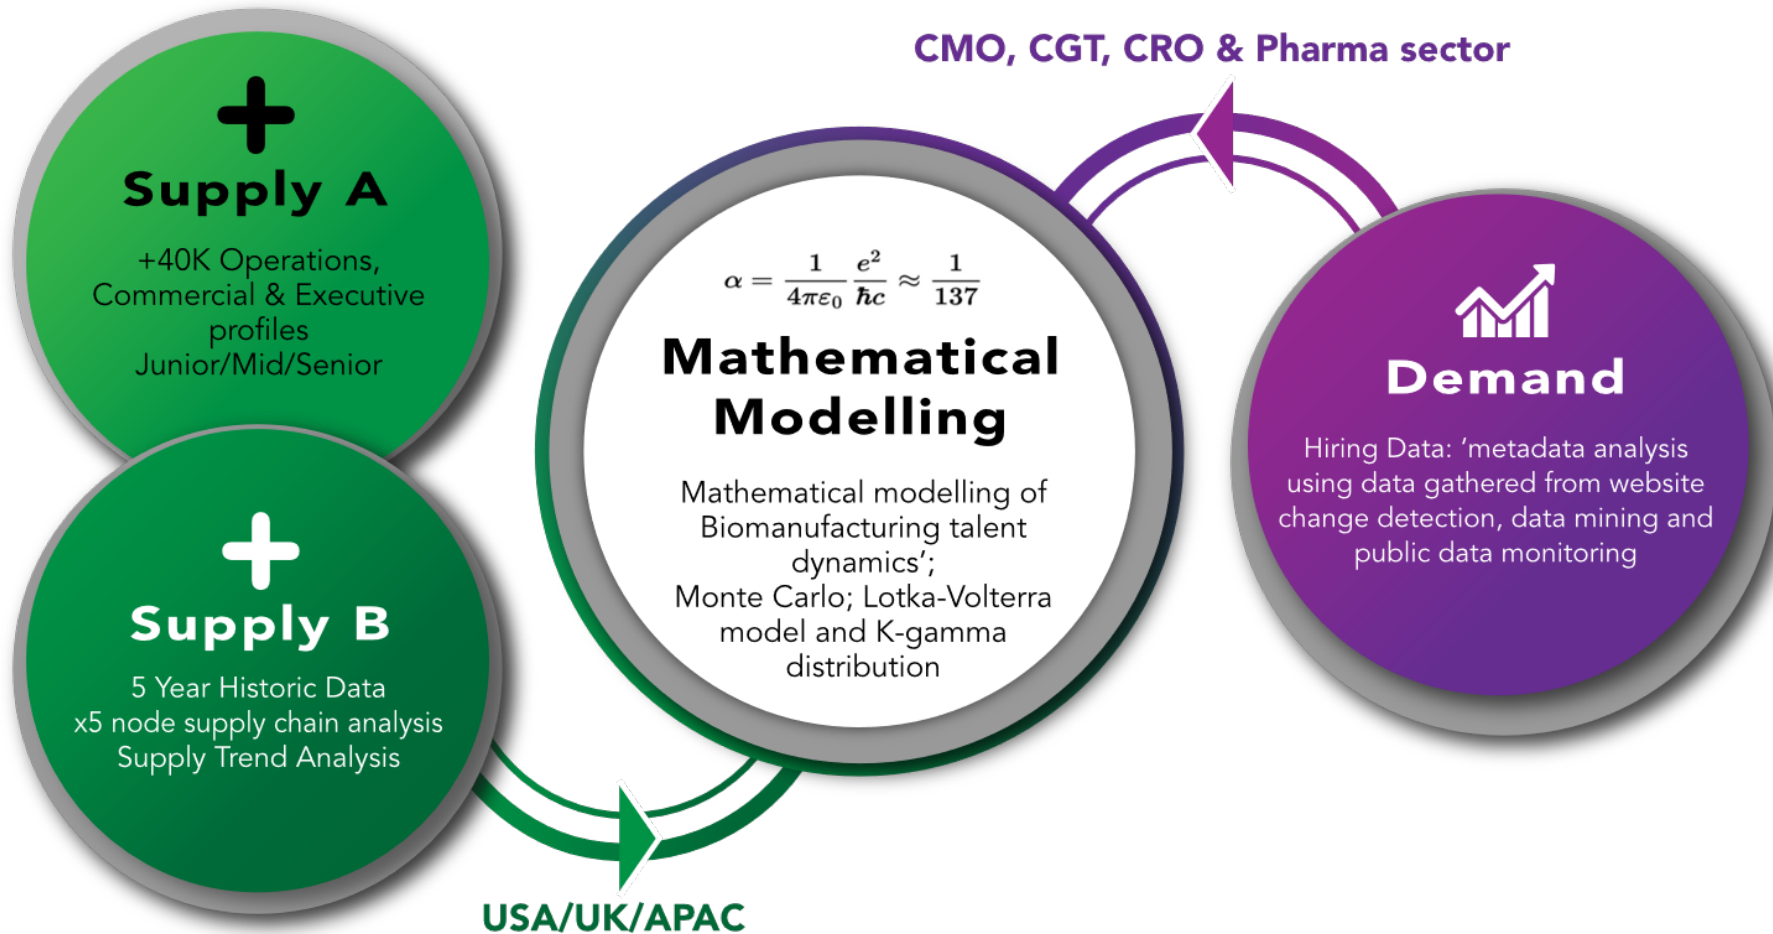 CMO, CGT, CRO & Pharma sector
Supply A
+40K Operations,
Commercial & Executive
profiles
Junior/Mid/Senior
Supply B
5 Year Historic Data
x5 node supply chain analysis
Supply Trend Analysis
USA/UK/APAC
α = 1/4πε₀ e²/ħc ≈ 1/137
Mathematical
Modelling
Mathematical modelling of
Biomanufacturing talent
dynamics’;
Monte Carlo; Lotka-Volterra
model and K-gamma
distribution
Demand
Hiring Data: ‘metadata analysis
using data gathered from website
change detection, data mining and
public data monitoring